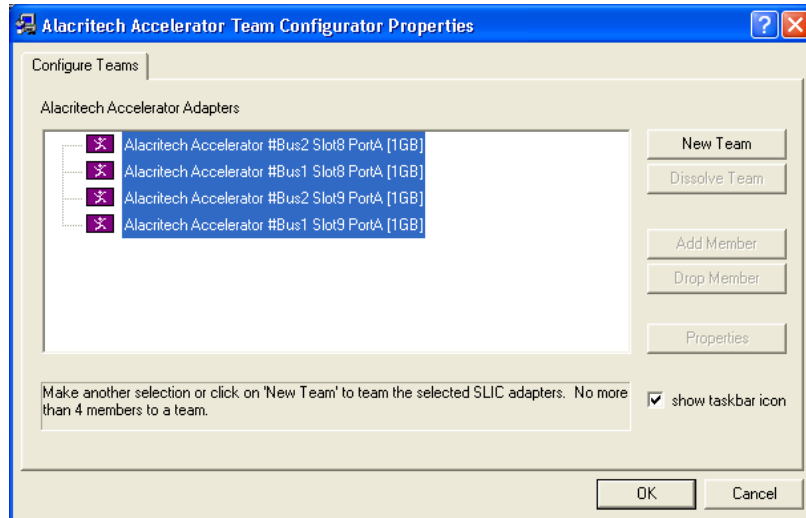 Alacritech Accelerator Team Configurator Properties
Configure Teams
Alacritech Accelerator Adapters
Alacritech Accelerator #Bus2 Slot8 PortA [1GB]
Alacritech Accelerator #Bus1 Slot8 PortA [1GB]
Alacritech Accelerator #Bus2 Slot9 PortA [1GB]
Alacritech Accelerator #Bus1 Slot9 PortA [1GB]
New Team
Dissolve Team
Add Member
Drop Member
Properties
Make another selection or click on 'New Team' to team the selected SLIC adapters. No more
than 4 members to a team.
show taskbar icon
OK
Cancel